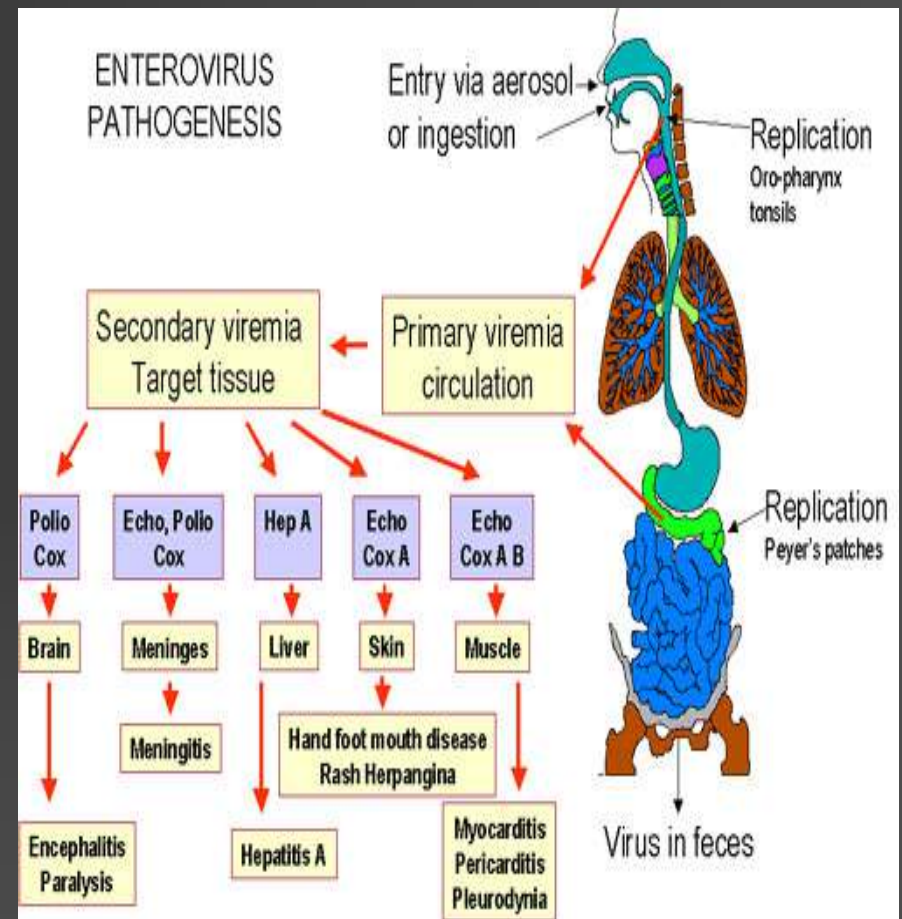 ENTEROVIRUS
PATHOGENESIS
Entry via aerosol
or ingestion
Replication
Oro-pharynx
tonsils
Secondary viremia
Target tissue
Primary viremia
circulation
Polio
Cox
Echo, Polio
Cox
Hep A
Echo
Cox A
Echo
Cox A B
Replication
Peyer's patches
Brain
Meninges
Liver
Skin
Muscle
Meningitis
Hand foot mouth disease
Rash Herpangina
Encephalitis
Paralysis
Hepatitis A
Myocarditis
Pericarditis
Pleurodynia
Virus in feces